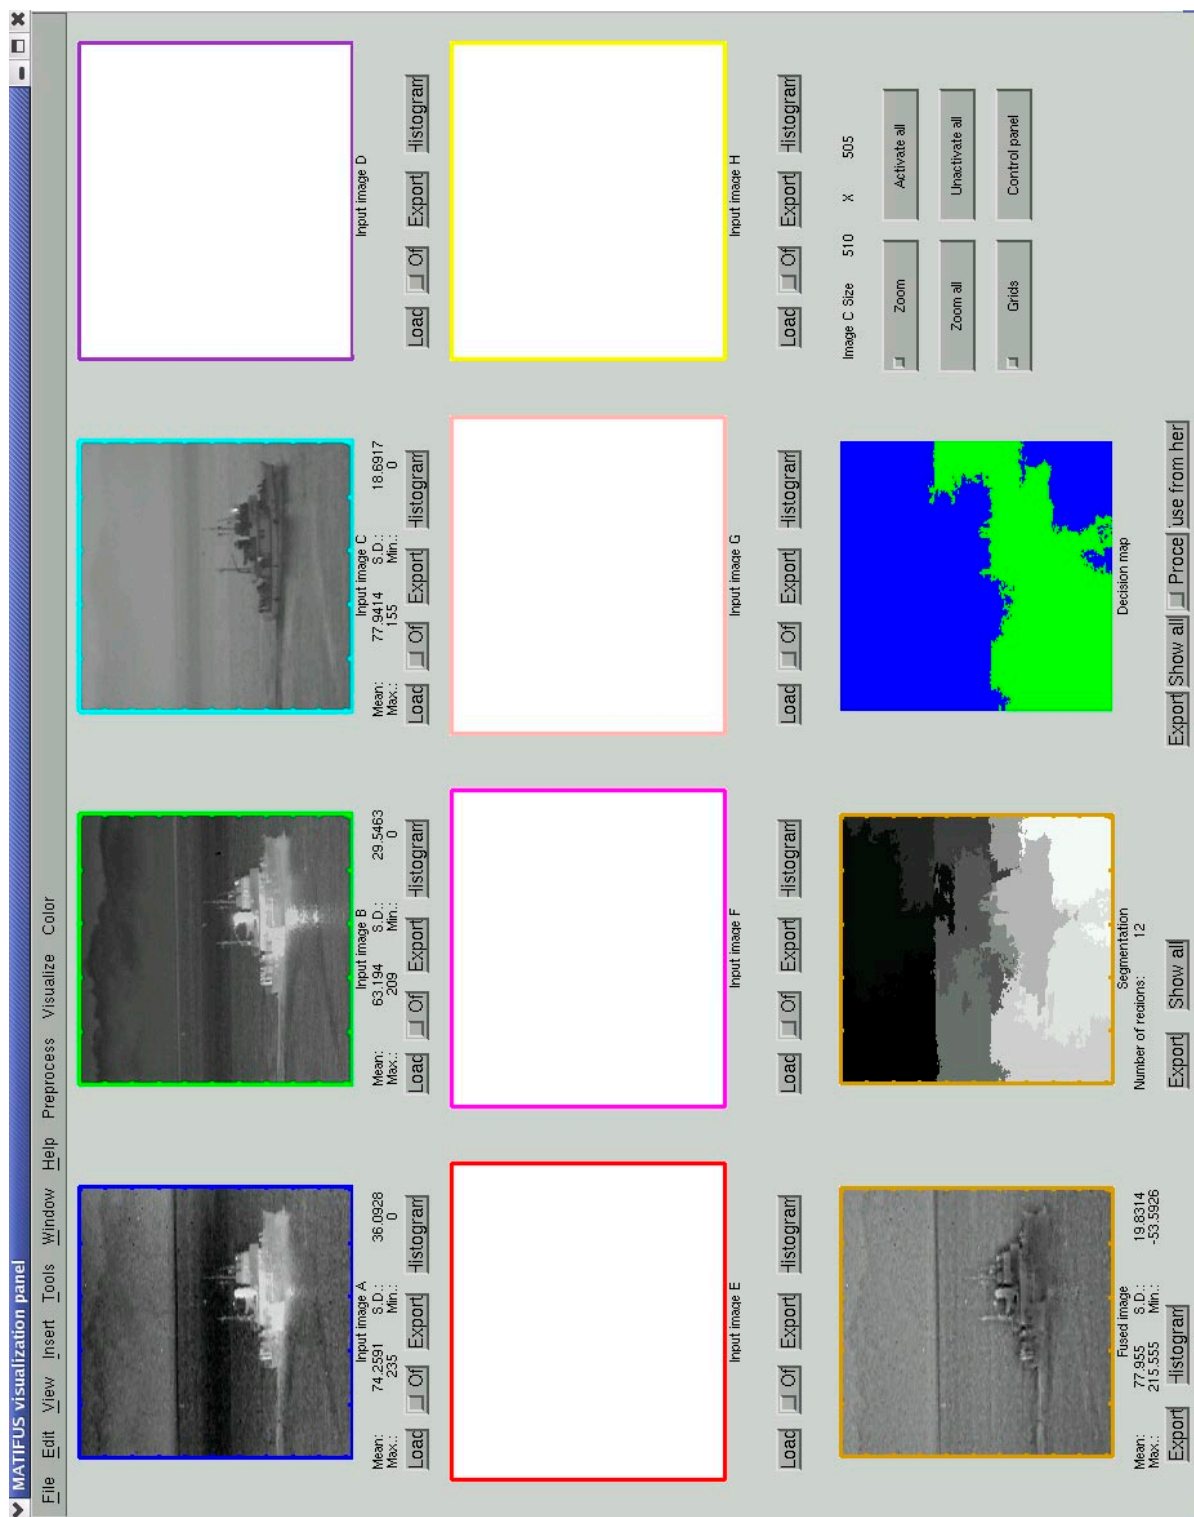 MATIFUS visualization panel
File Edit View Insert Tools Window Help Preprocess Visualize Color
Input image A
Mean: 74.2591 S.D.: 36.0928
Max.: 235 Min.: 0
Load Of Export Histogram
Input image B
Mean: 63.194 S.D.: 29.5463
Max.: 209 Min.: 0
Load Of Export Histogram
Input image C
Mean: 77.9414 S.D.: 18.6917
Max.: 155 Min.: 0
Load Of Export Histogram
Input image D
Load Of Export Histogram
Input image E
Load Of Export Histogram
Input image F
Load Of Export Histogram
Input image G
Load Of Export Histogram
Input image H
Load Of Export Histogram
Fused image
Mean: 77.955 S.D.: 19.8314
Max.: 215.555 Min.: -53.5926
Export Histogram
Segmentation
Number of regions: 12
Export Show all
Decision map
Export Show all Proce use from her
Image C Size 510 X 505
Zoom Activate all
Zoom all Unactivate all
Grids Control panel